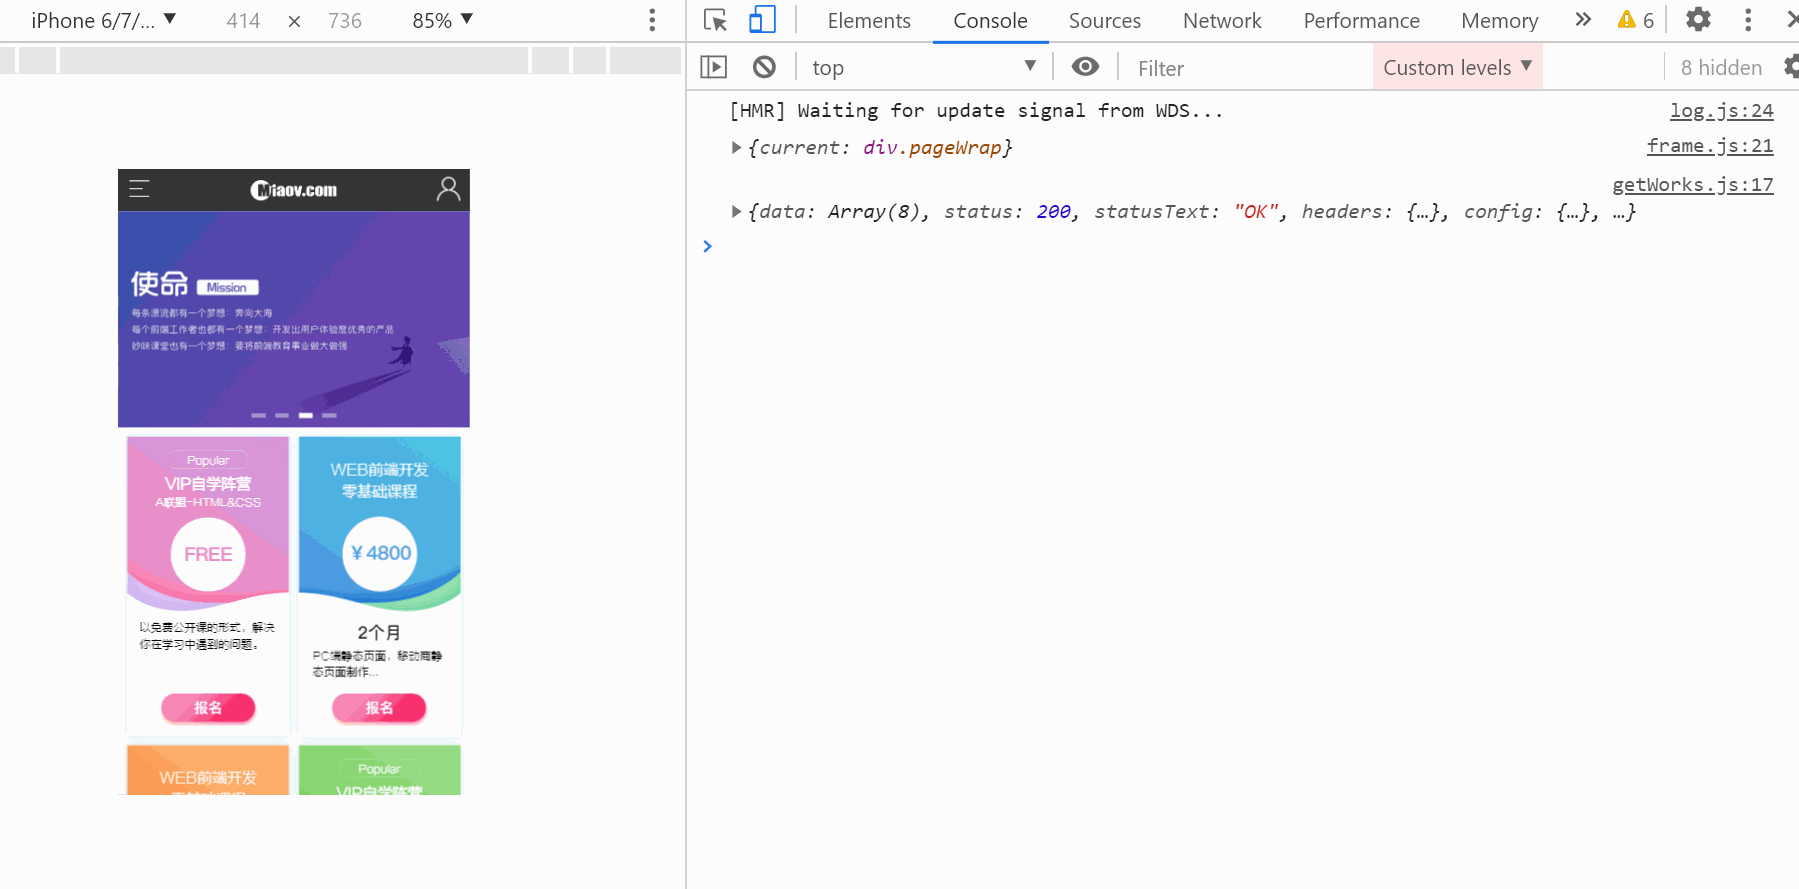 iPhone 6/7/... ▼ 414 × 736 85% ▼
Elements Console Sources Network Performance Memory » 6
top ▼ Filter Custom levels ▼ 8 hidden
[HMR] Waiting for update signal from WDS... log.js:24
{current: div.pageWrap} frame.js:21
getWorks.js:17
{data: Array(8), status: 200, statusText: "OK", headers: {…}, config: {…}, …}
Miaov.com
使命 Mission
每条漂流都有一个梦想：奔向大海
每个前端工作者也都有一个梦想：开发出用户体验度优秀的产品
妙味课堂也有一个梦想：要将前端教育事业做大做强
Popular
VIP自学阵营
A联盟-HTML&CSS
FREE
以免费公开课的形式，解决
你在学习中遇到的问题。
报名
WEB前端开发
零基础课程
¥4800
2个月
PC端静态页面，移动商静
态页面制作...
报名
WEB前端开发
零基础课程
Popular
VIP自学阵营